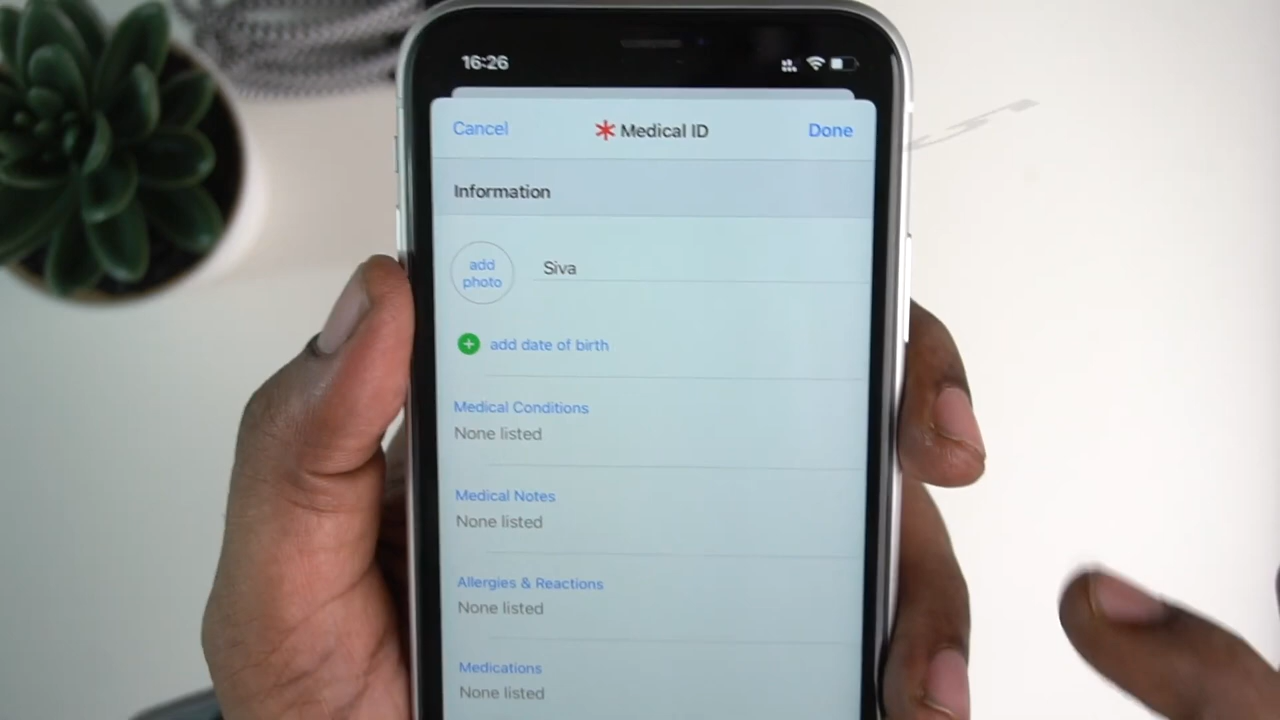 16:26
Cancel
Medical ID
Done
Information
add
photo
Siva
add date of birth
Medical Conditions
None listed
Medical Notes
None listed
Allergies & Reactions
None listed
Medications
None listed